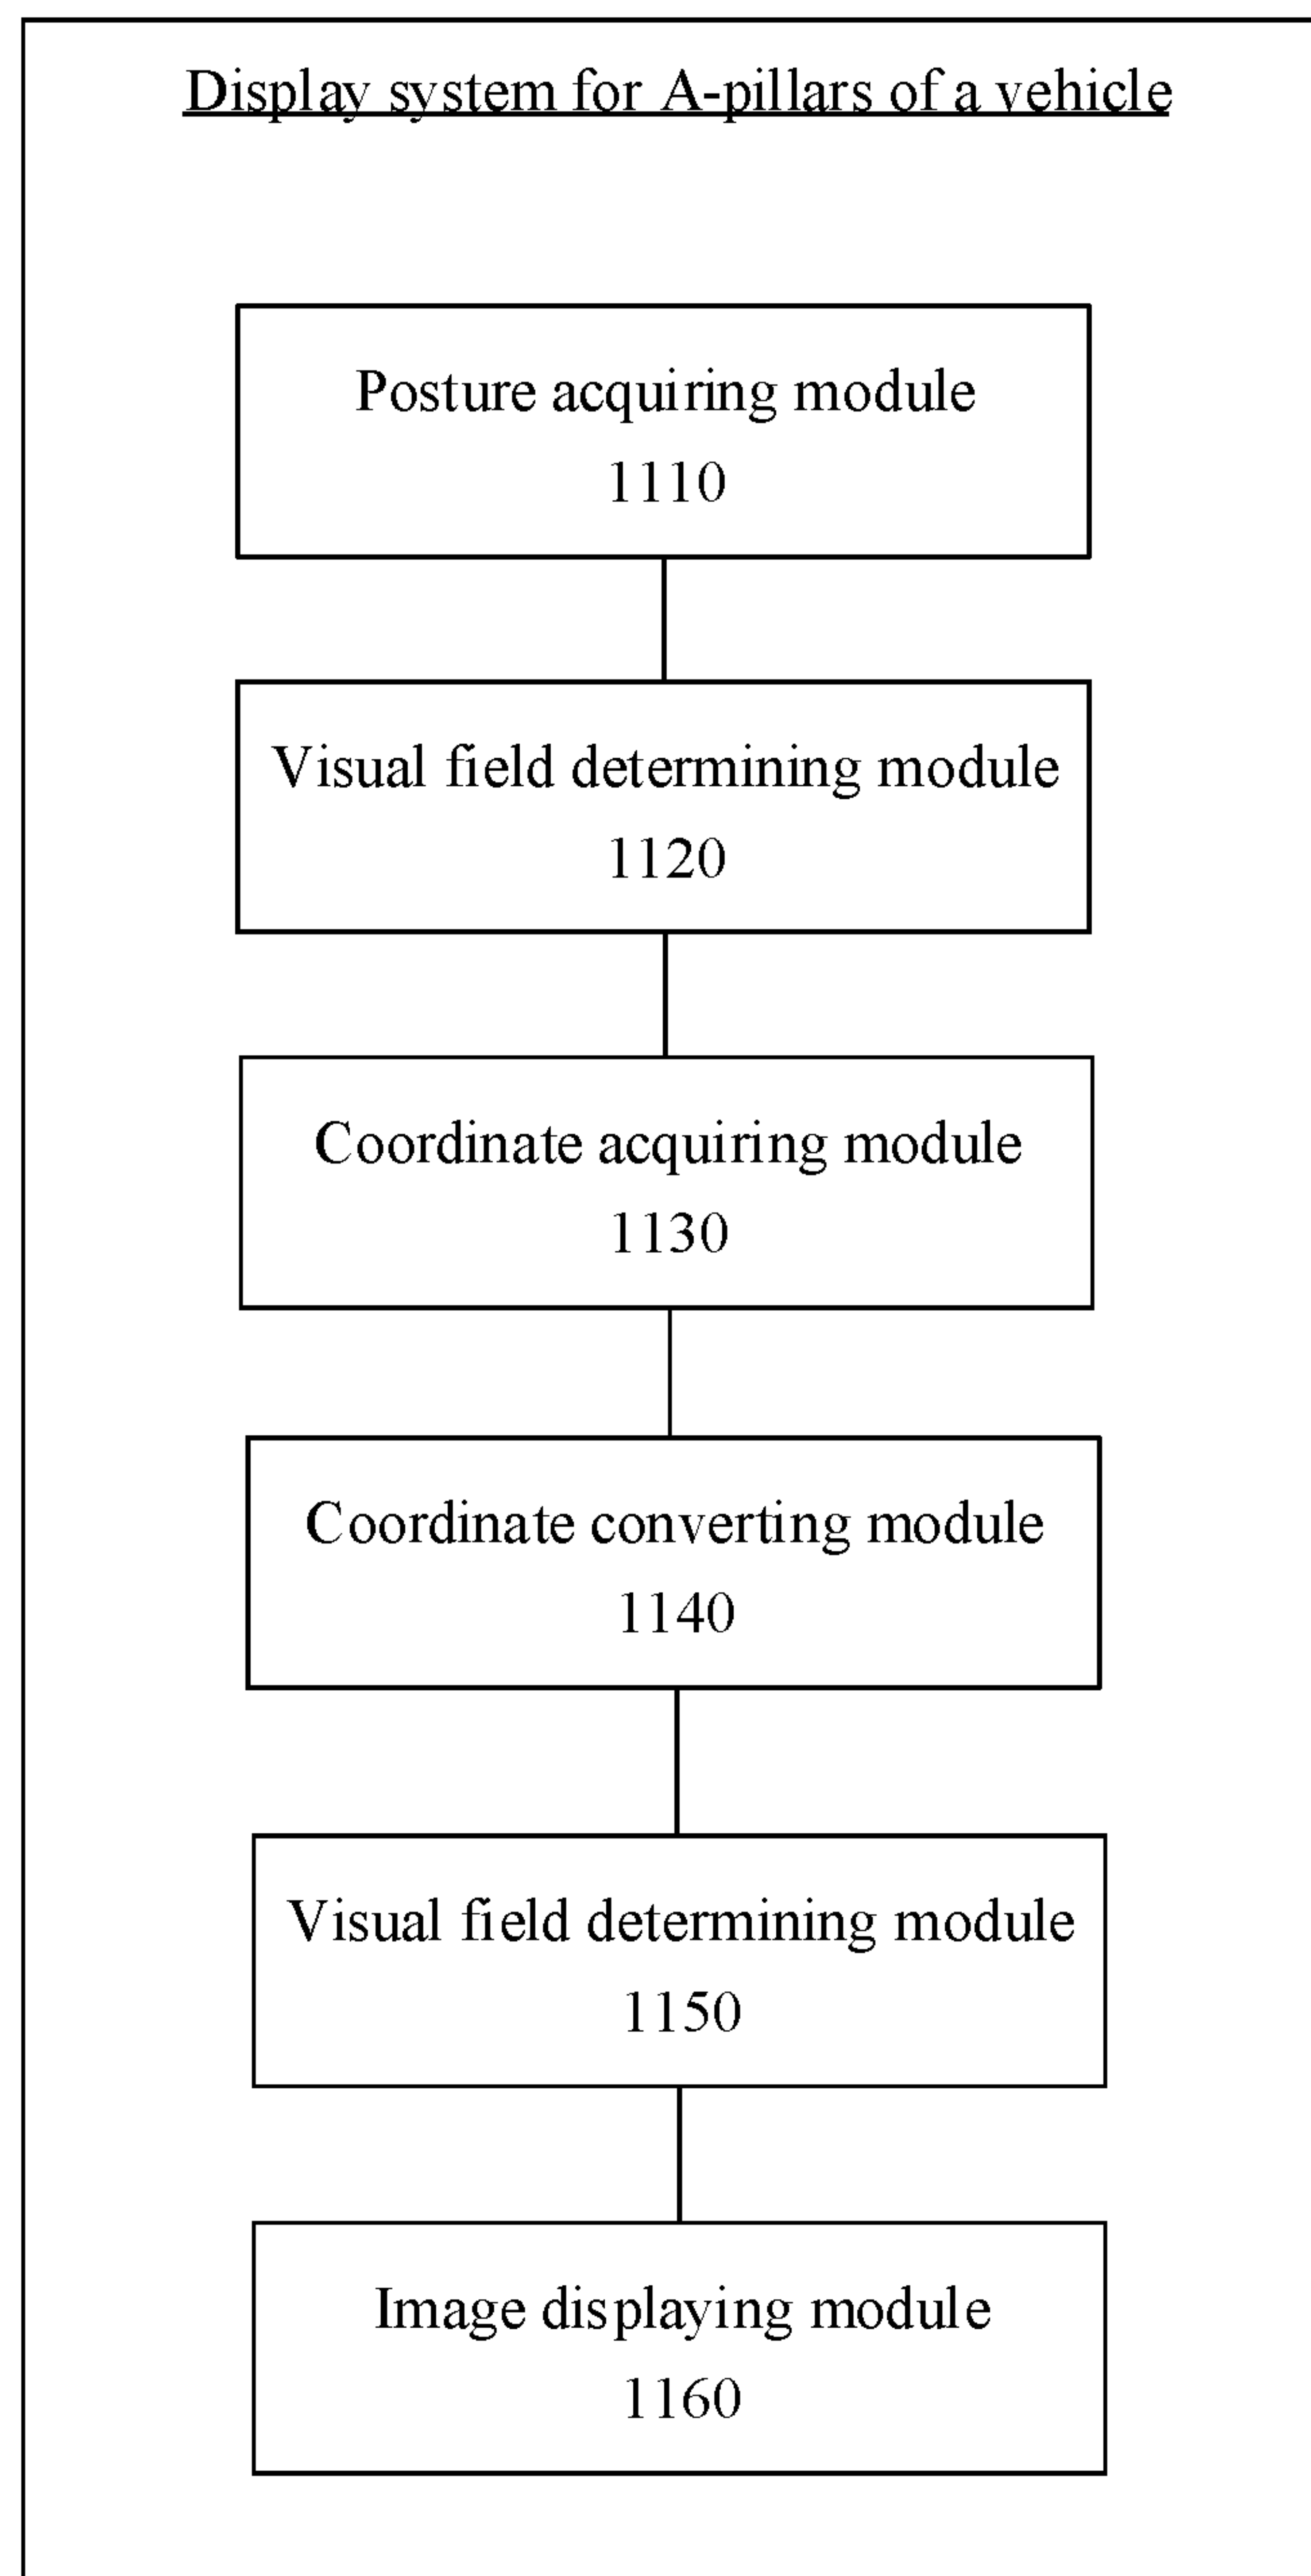 Display system for A-pillars of a vehicle
Posture acquiring module
1110
Visual field determining module
1120
Coordinate acquiring module
1130
Coordinate converting module
1140
Visual field determining module
1150
Image displaying module
1160